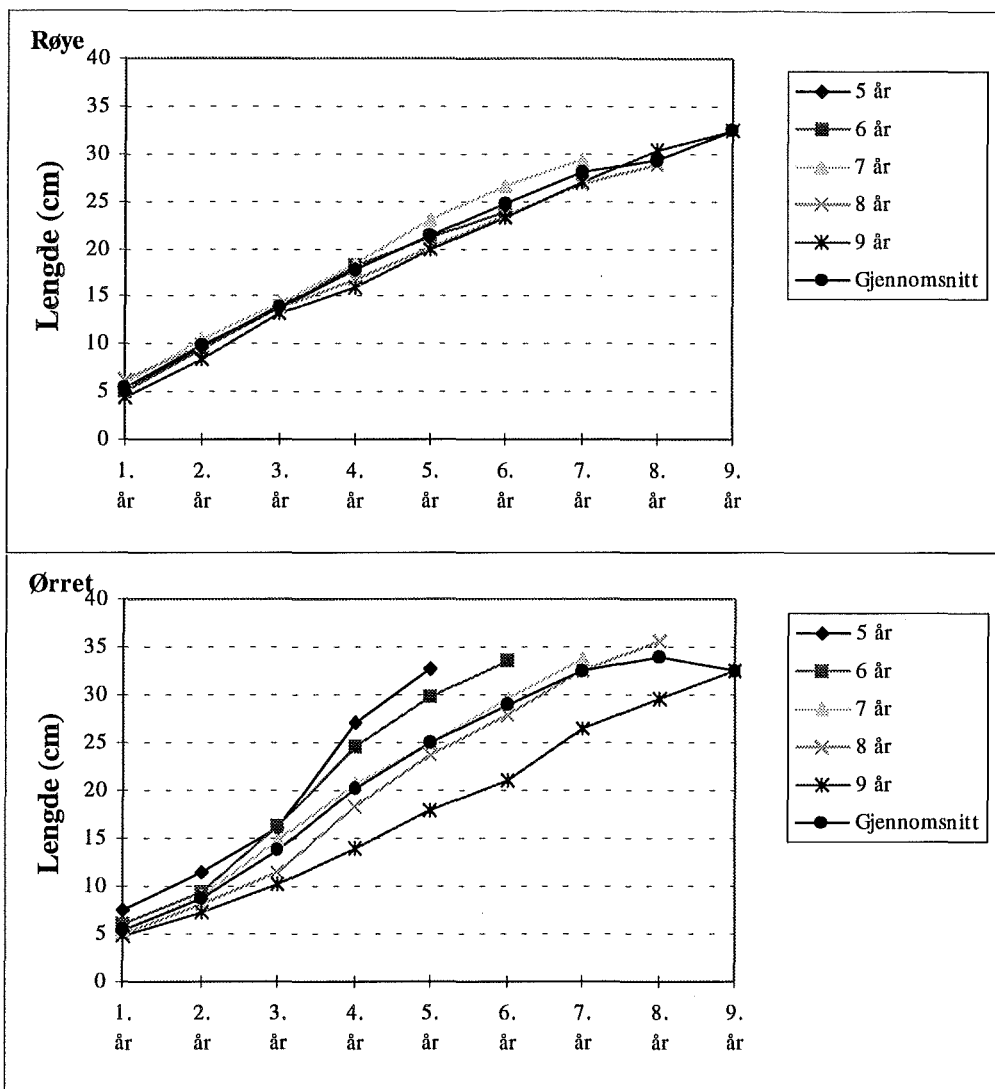 Røye
40
35
30
25
20
15
10
5
0
Lengde (cm)
1. 2. 3. 4. 5. 6. 7. 8. 9.
år år år år år år år år år
5 år
6 år
7 år
8 år
9 år
Gjennomsnitt
Ørret
40
35
30
25
20
15
10
5
0
Lengde (cm)
1. 2. 3. 4. 5. 6. 7. 8. 9.
år år år år år år år år år
5 år
6 år
7 år
8 år
9 år
Gjennomsnitt